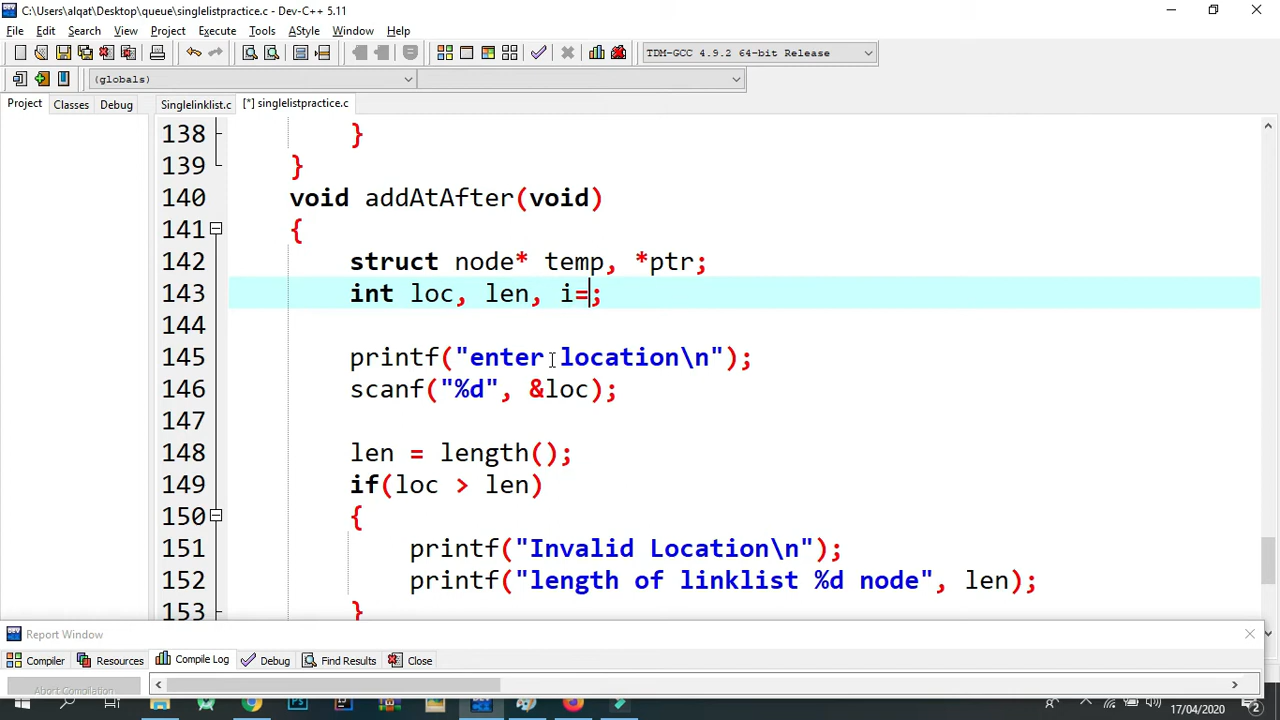 C:\Users\alqat\Desktop\queue\singlelistpractice.c - Dev-C++ 5.11
File Edit Search View Project Execute Tools AStyle Window Help
TDM-GCC 4.9.2 64-bit Release
(globals)
Project Classes Debug Singlelinklist.c [*] singlelistpractice.c
138 }
139 }
140 void addAtAfter(void)
141 {
142 struct node* temp, *ptr;
143 int loc, len, i=;
144
145 printf("enter location\n");
146 scanf("%d", &loc);
147
148 len = length();
149 if(loc > len)
150 {
151 printf("Invalid Location\n");
152 printf("length of linklist %d node", len);
153 }
Report Window
Compiler Resources Compile Log Debug Find Results Close
Abort Compilation
17/04/2020 2